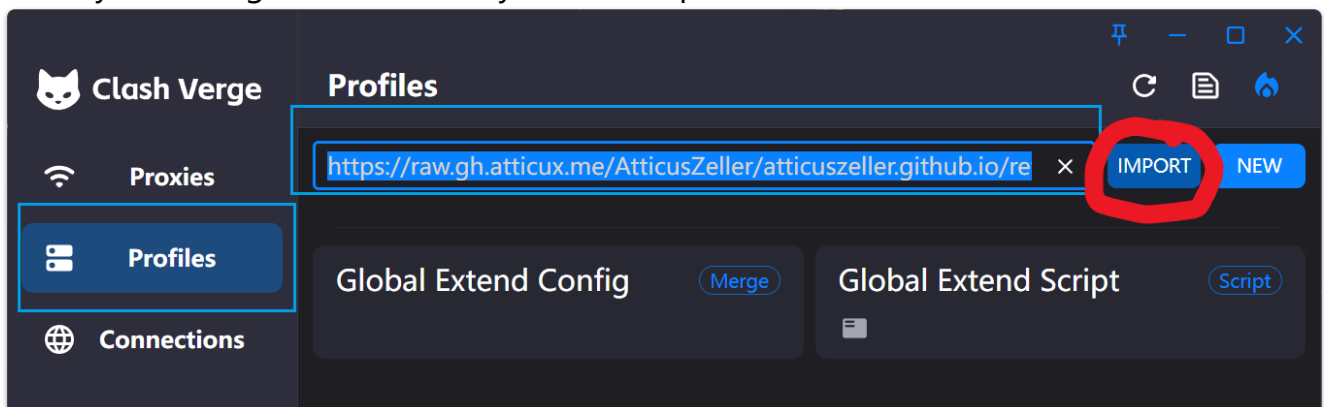 Clash Verge
Profiles
https://raw.gh.atticux.me/AtticusZeller/atticuszeller.github.io/re
IMPORT
NEW
Proxies
Profiles
Connections
Global Extend Config
Merge
Global Extend Script
Script